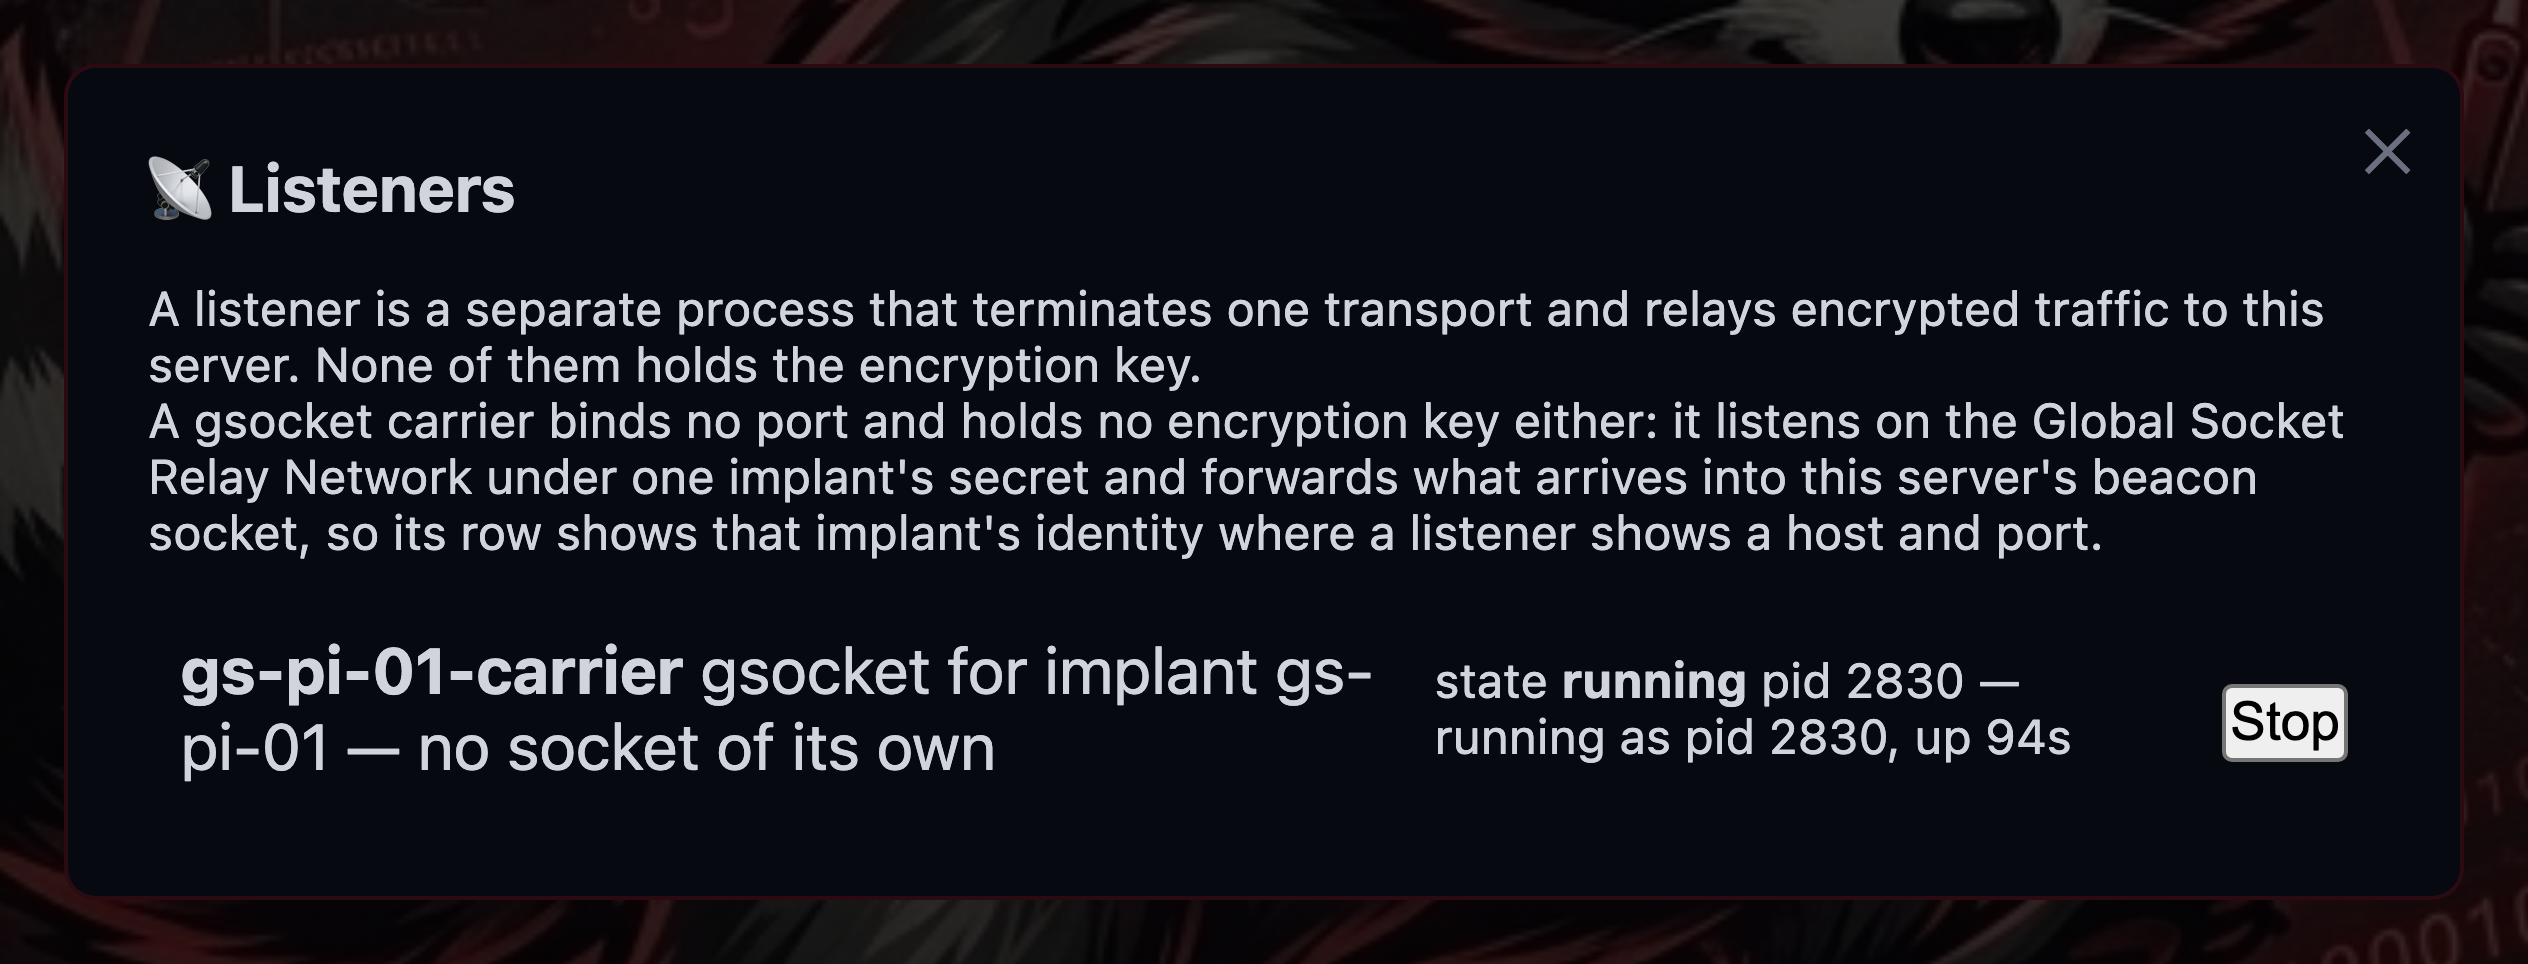 Listeners
A listener is a separate process that terminates one transport and relays encrypted traffic to this
server. None of them holds the encryption key.
A gsocket carrier binds no port and holds no encryption key either: it listens on the Global Socket
Relay Network under one implant's secret and forwards what arrives into this server's beacon
socket, so its row shows that implant's identity where a listener shows a host and port.
gs-pi-01-carrier gsocket for implant gs-
pi-01 — no socket of its own
state running pid 2830 —
running as pid 2830, up 94s
Stop